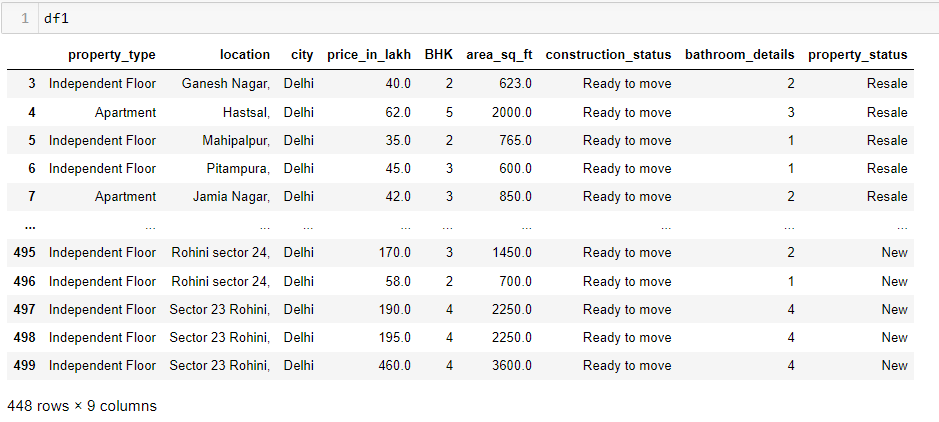 1 df1
property_type location city price_in_lakh BHK area_sq_ft construction_status bathroom_details property_status
3 Independent Floor Ganesh Nagar, Delhi 40.0 2 623.0 Ready to move 2 Resale
4 Apartment Hastsal, Delhi 62.0 5 2000.0 Ready to move 3 Resale
5 Independent Floor Mahipalpur, Delhi 35.0 2 765.0 Ready to move 1 Resale
6 Independent Floor Pitampura, Delhi 45.0 3 600.0 Ready to move 1 Resale
7 Apartment Jamia Nagar, Delhi 42.0 3 850.0 Ready to move 2 Resale
... ... ... ... ... ... ... ... ... ...
495 Independent Floor Rohini sector 24, Delhi 170.0 3 1450.0 Ready to move 2 New
496 Independent Floor Rohini sector 24, Delhi 58.0 2 700.0 Ready to move 1 New
497 Independent Floor Sector 23 Rohini, Delhi 190.0 4 2250.0 Ready to move 4 New
498 Independent Floor Sector 23 Rohini, Delhi 195.0 4 2250.0 Ready to move 4 New
499 Independent Floor Sector 23 Rohini, Delhi 460.0 4 3600.0 Ready to move 4 New
448 rows × 9 columns